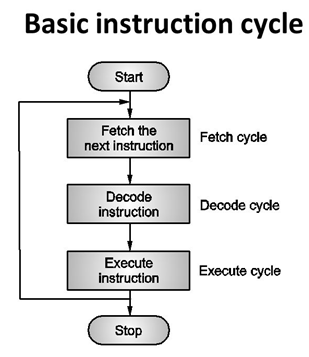 Basic instruction cycle
Start
Fetch the
next instruction
Fetch cycle
Decode
instruction
Decode cycle
Execute
instruction
Execute cycle
Stop